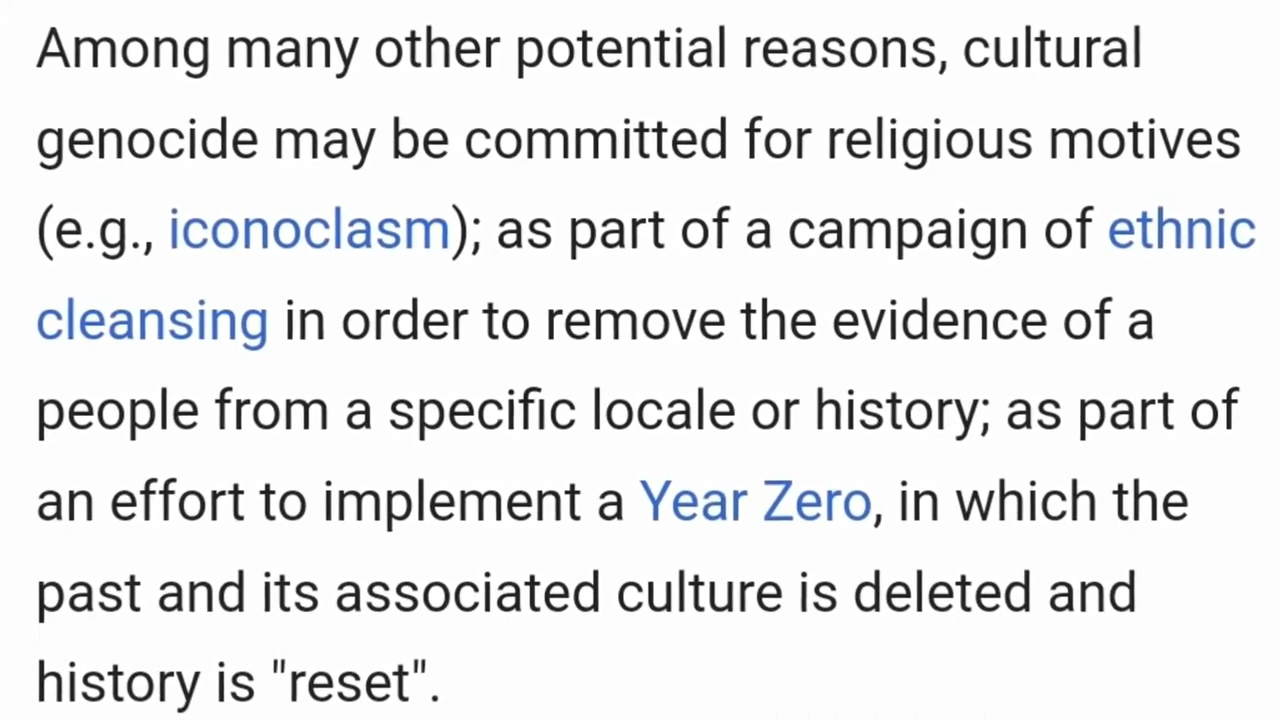 Among many other potential reasons, cultural
genocide may be committed for religious motives
(e.g., iconoclasm); as part of a campaign of ethnic
cleansing in order to remove the evidence of a
people from a specific locale or history; as part of
an effort to implement a Year Zero, in which the
past and its associated culture is deleted and
history is "reset".